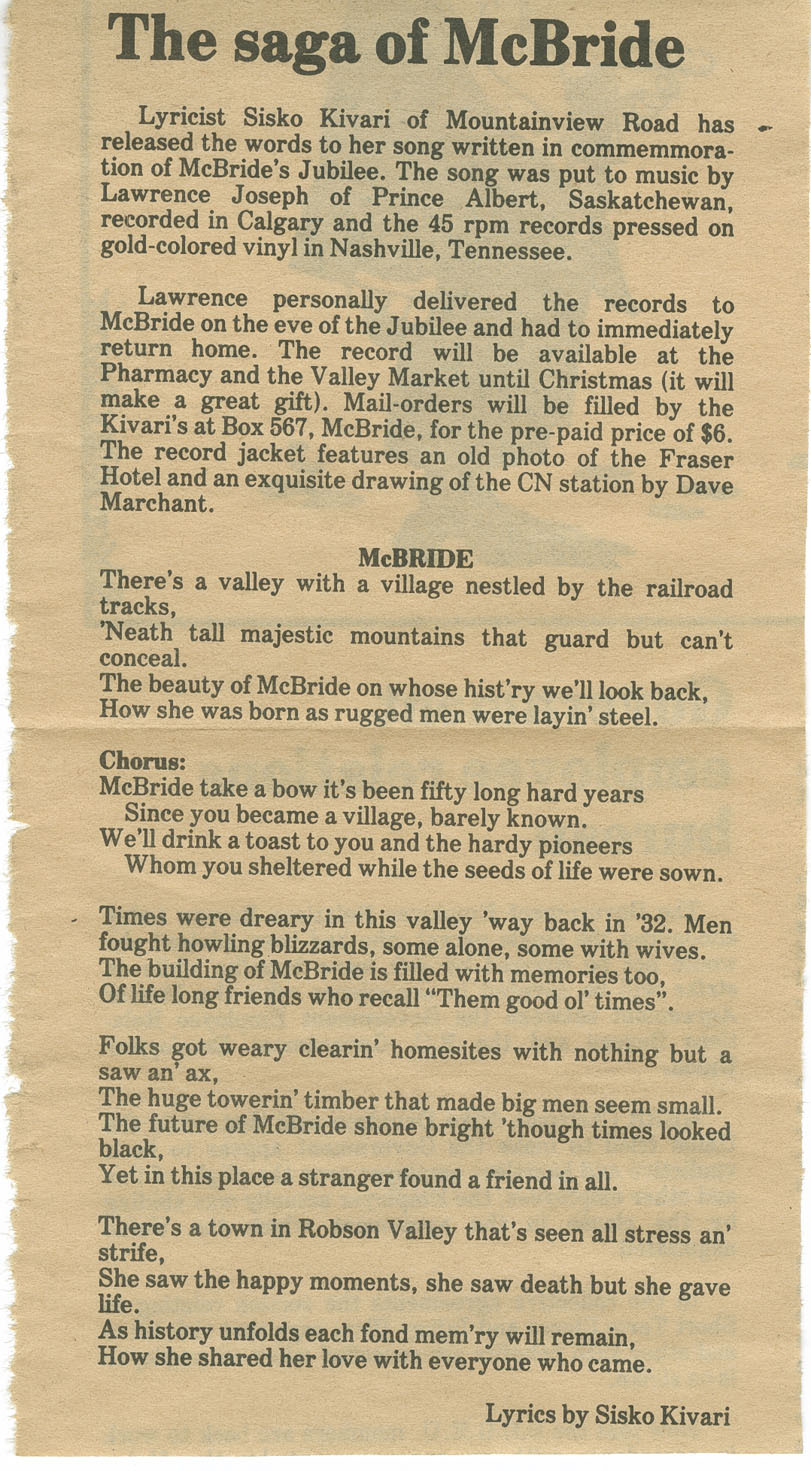 The saga of McBride
Lyricist Sisko Kivari of Mountainview Road has
released the words to her song written in commemmora-
tion of McBride's Jubilee. The song was put to music by
Lawrence Joseph of Prince Albert, Saskatchewan,
recorded in Calgary and the 45 rpm records pressed on
gold-colored vinyl in Nashville, Tennessee.
Lawrence personally delivered the records to
McBride on the eve of the Jubilee and had to immediately
return home. The record will be available at the
Pharmacy and the Valley Market until Christmas (it will
make a great gift). Mail-orders will be filled by the
Kivari's at Box 567, McBride, for the pre-paid price of $6.
The record jacket features an old photo of the Fraser
Hotel and an exquisite drawing of the CN station by Dave
Marchant.
McBRIDE
There's a valley with a village nestled by the railroad
tracks,
'Neath tall majestic mountains that guard but can't
conceal.
The beauty of McBride on whose hist'ry we'll look back,
How she was born as rugged men were layin' steel.
Chorus:
McBride take a bow it's been fifty long hard years
Since you became a village, barely known.
We'll drink a toast to you and the hardy pioneers
Whom you sheltered while the seeds of life were sown.
Times were dreary in this valley 'way back in '32. Men
fought howling blizzards, some alone, some with wives.
The building of McBride is filled with memories too,
Of life long friends who recall "Them good ol' times".
Folks got weary clearin' homesites with nothing but a
saw an' ax,
The huge towerin' timber that made big men seem small.
The future of McBride shone bright 'though times looked
black,
Yet in this place a stranger found a friend in all.
There's a town in Robson Valley that's seen all stress an'
strife,
She saw the happy moments, she saw death but she gave
life.
As history unfolds each fond mem'ry will remain,
How she shared her love with everyone who came.
Lyrics by Sisko Kivari